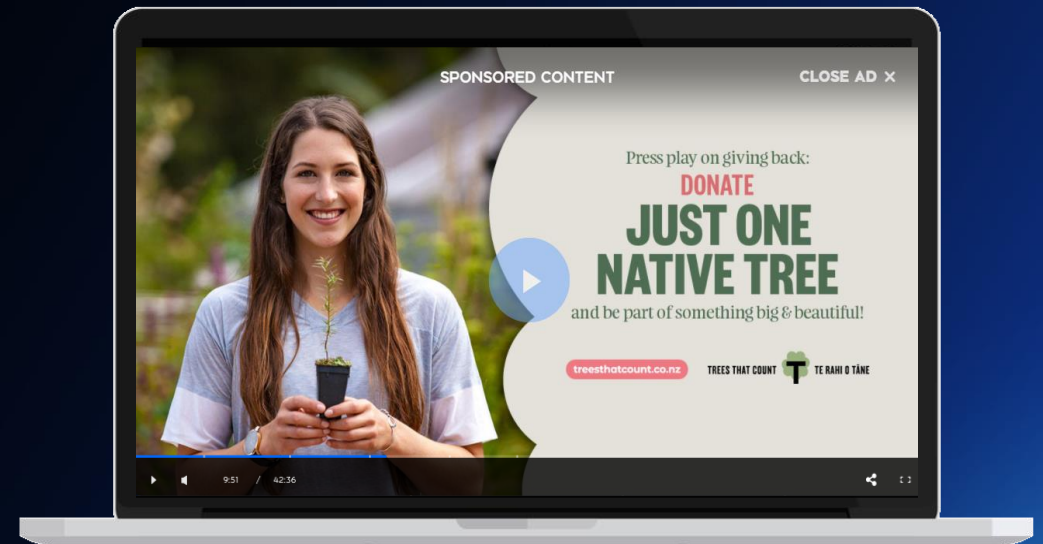 SPONSORED CONTENT
CLOSE AD X
Press play on giving back:
DONATE
JUST ONE
NATIVE TREE
and be part of something big & beautiful!
treesthatcount.co.nz
TREES THAT COUNT T TE RAHI O TĀNE
9:51 / 42:36